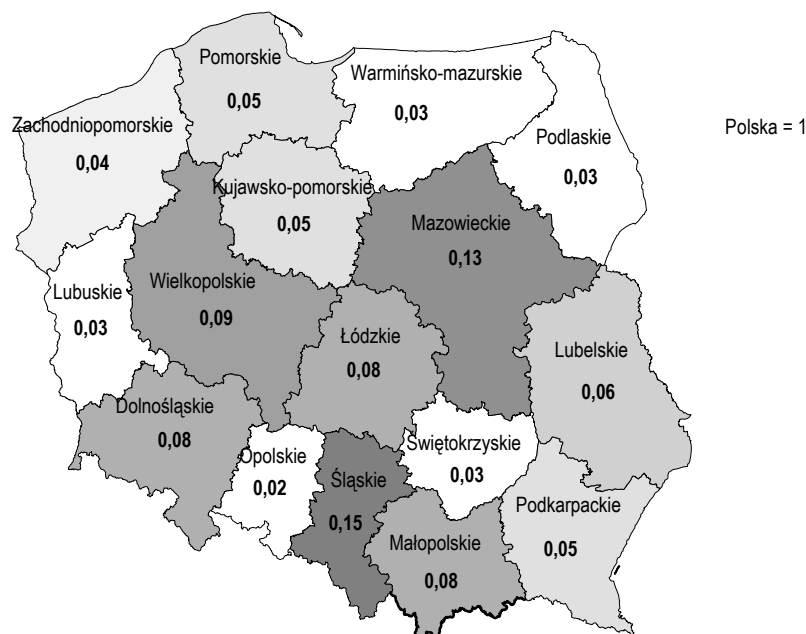 Pomorskie
0,05
Warmińsko-mazurskie
0,03
Zachodniopomorskie
0,04
Podlaskie
0,03
Polska = 1
Kujawsko-pomorskie
0,05
Mazowieckie
0,13
Wielkopolskie
0,09
Lubuskie
0,03
Łódzkie
0,08
Lubelskie
0,06
Dolnośląskie
0,08
Opolskie
0,02
Śląskie
0,15
Świętokrzyskie
0,03
Małopolskie
0,08
Podkarpackie
0,05